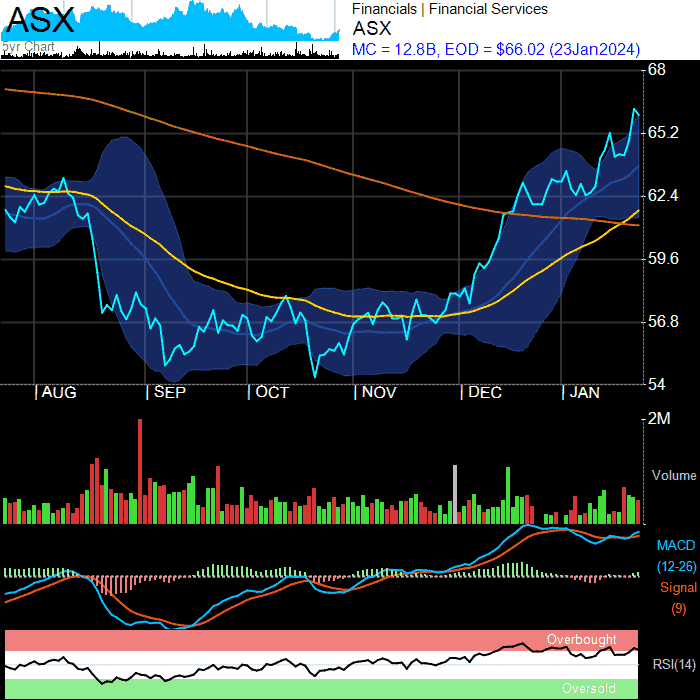 ASX
5yr Chart
Financials | Financial Services
ASX
MC = 12.8B, EOD = $66.02 (23Jan2024)
68
65.2
62.4
59.6
56.8
54
| AUG | SEP | OCT | NOV | DEC | JAN
2M
Volume
MACD
(12-26)
Signal
(9)
Overbought
RSI(14)
Oversold